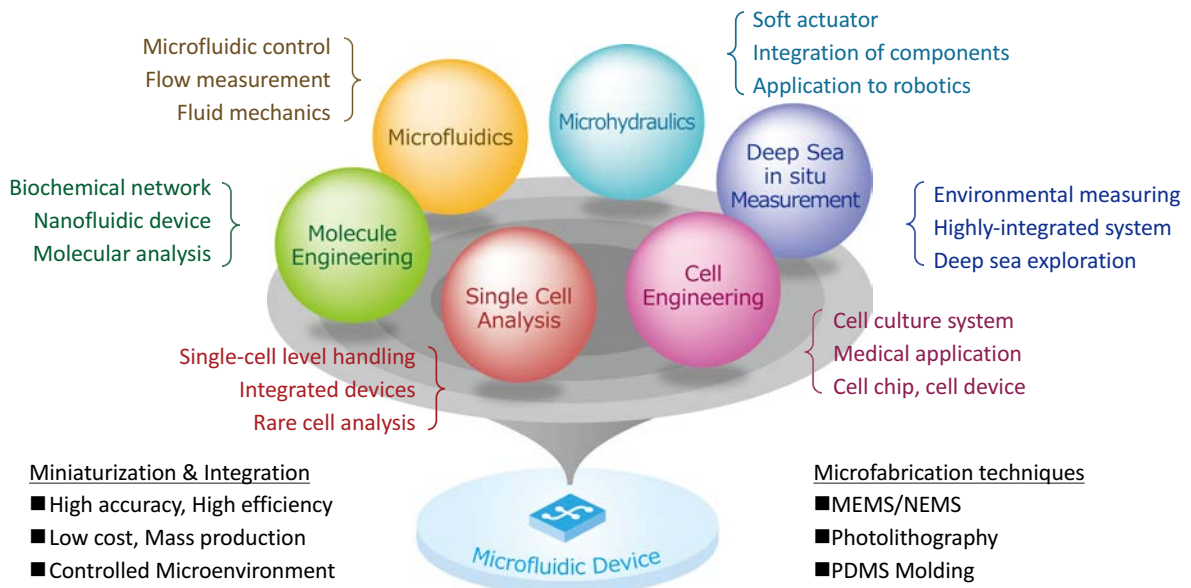 Soft actuator
Integration of components
Application to robotics
Microfluidic control
Flow measurement
Fluid mechanics
Microfluidics
Microhydraulics
Deep Sea
in situ
Measurement
Biochemical network
Nanofluidic device
Molecular analysis
Molecule
Engineering
Single Cell
Analysis
Cell
Engineering
Environmental measuring
Highly-integrated system
Deep sea exploration
Single-cell level handling
Integrated devices
Rare cell analysis
Cell culture system
Medical application
Cell chip, cell device
Miniaturization & Integration
■High accuracy, High efficiency
■Low cost, Mass production
■Controlled Microenvironment
Microfluidic Device
Microfabrication techniques
■MEMS/NEMS
■Photolithography
■PDMS Molding